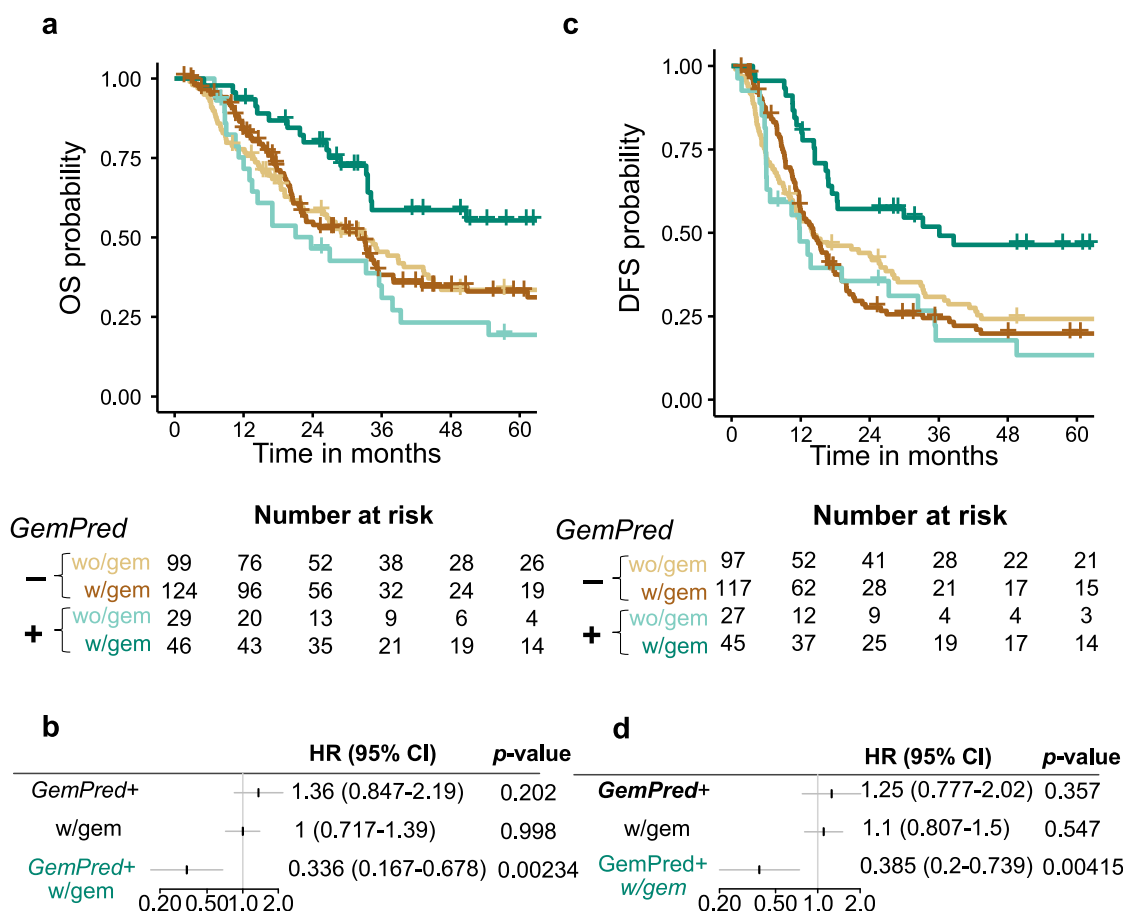 a
1.00
0.75
0.50
0.25
0.00
OS probability
0 12 24 36 48 60
Time in months
Number at risk
GemPred
− wo/gem 99 76 52 38 28 26
w/gem 124 96 56 32 24 19
+ wo/gem 29 20 13 9 6 4
w/gem 46 43 35 21 19 14
c
1.00
0.75
0.50
0.25
0.00
DFS probability
0 12 24 36 48 60
Time in months
Number at risk
GemPred
− wo/gem 97 52 41 28 22 21
w/gem 117 62 28 21 17 15
+ wo/gem 27 12 9 4 4 3
w/gem 45 37 25 19 17 14
b
HR (95% CI) p-value
GemPred+ 1.36 (0.847-2.19) 0.202
w/gem 1 (0.717-1.39) 0.998
GemPred+ 0.336 (0.167-0.678) 0.00234
w/gem
0.20 0.50 1.0 2.0
d
HR (95% CI) p-value
GemPred+ 1.25 (0.777-2.02) 0.357
w/gem 1.1 (0.807-1.5) 0.547
GemPred+ 0.385 (0.2-0.739) 0.00415
w/gem
0.20 0.50 1.0 2.0